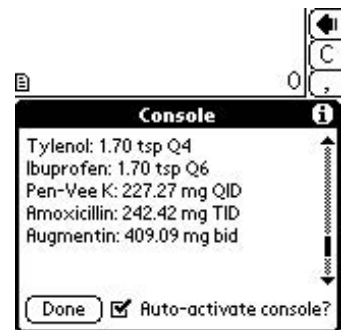 C
0
,
Console
Tylenol: 1.70 tsp Q4
Ibuprofen: 1.70 tsp Q6
Pen-Vee K: 227.27 mg QID
Amoxicillin: 242.42 mg TID
Augmentin: 409.09 mg bid
Done
Auto-activate console?